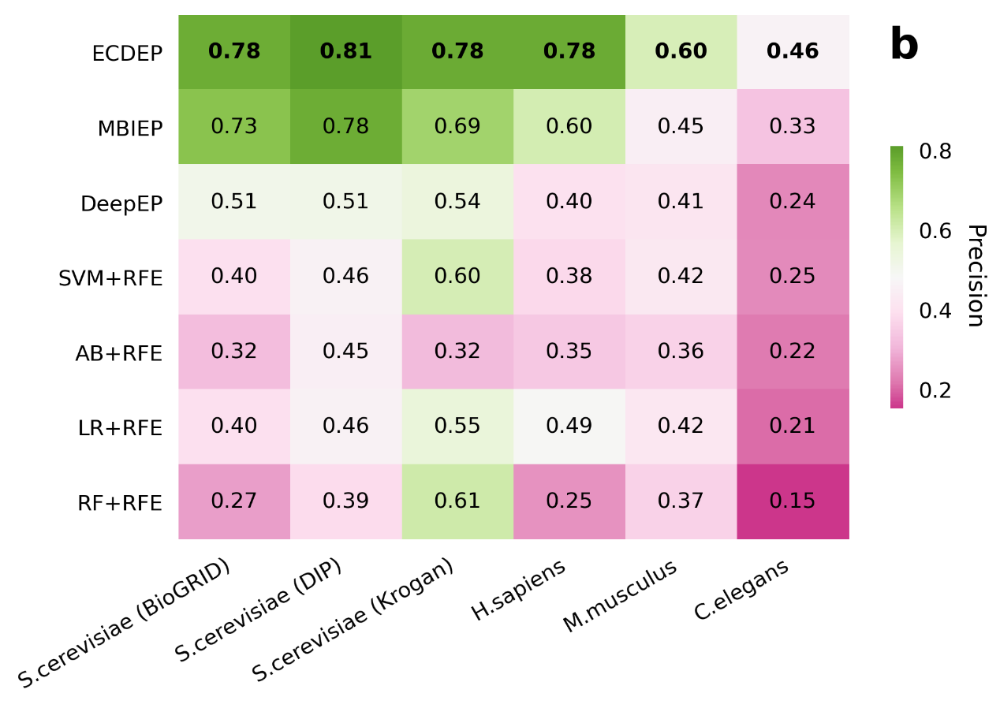 b
ECDEP 0.78 0.81 0.78 0.78 0.60 0.46
MBIEP 0.73 0.78 0.69 0.60 0.45 0.33
DeepEP 0.51 0.51 0.54 0.40 0.41 0.24
SVM+RFE 0.40 0.46 0.60 0.38 0.42 0.25
AB+RFE 0.32 0.45 0.32 0.35 0.36 0.22
LR+RFE 0.40 0.46 0.55 0.49 0.42 0.21
RF+RFE 0.27 0.39 0.61 0.25 0.37 0.15
S.cerevisiae (BioGRID)
S.cerevisiae (DIP)
S.cerevisiae (Krogan)
H.sapiens
M.musculus
C.elegans
0.8
0.6
0.4
0.2
Precision